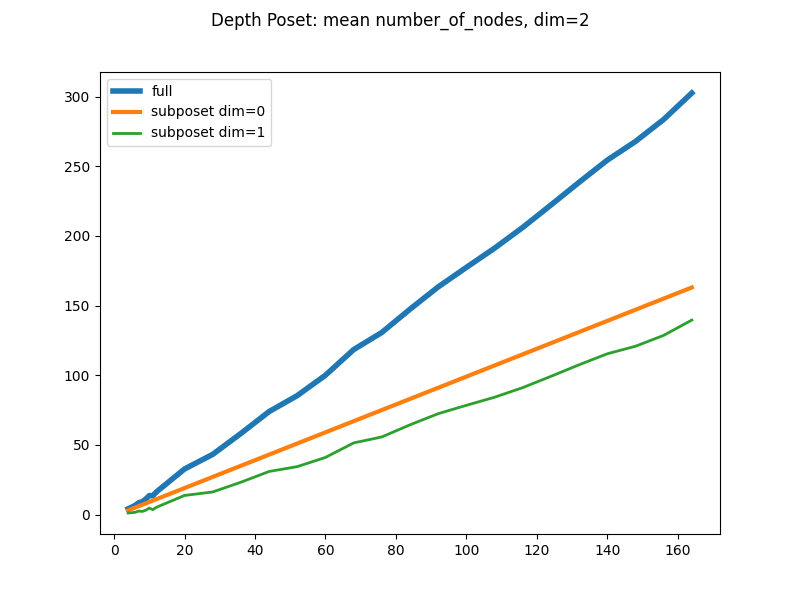 Depth Poset: mean number_of_nodes, dim=2
full
subposet dim=0
subposet dim=1
300
250
200
150
100
50
0
0 20 40 60 80 100 120 140 160